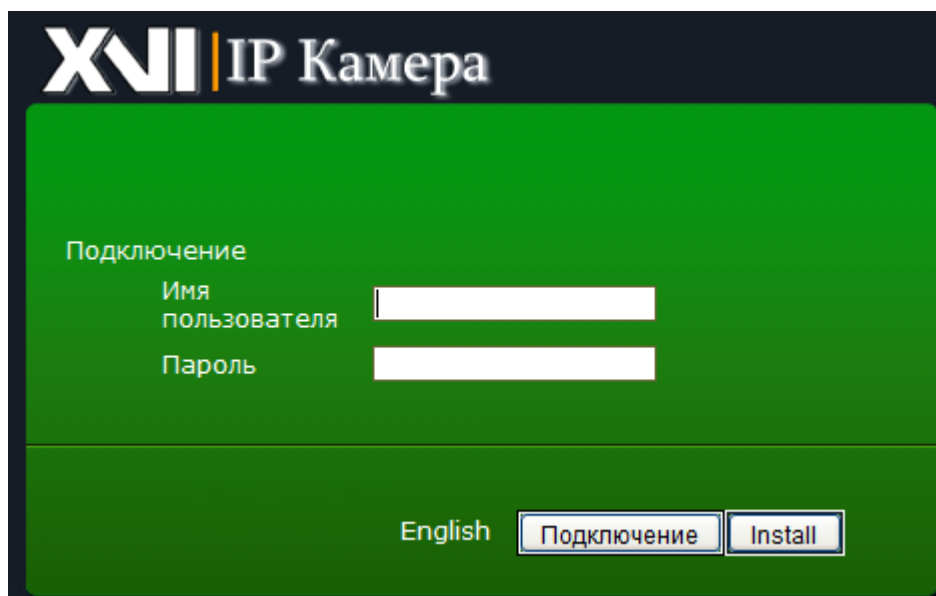 XVI IP Камера
Подключение
Имя
пользователя
Пароль
English Подключение Install